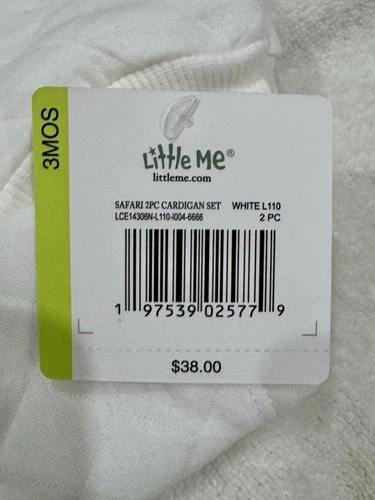 3MOS
Little Me®
littleme.com
SAFARI 2PC CARDIGAN SET WHITE L110
LCE14306N-L110-I004-6666 2 PC
1 97539 02577 9
$38.00